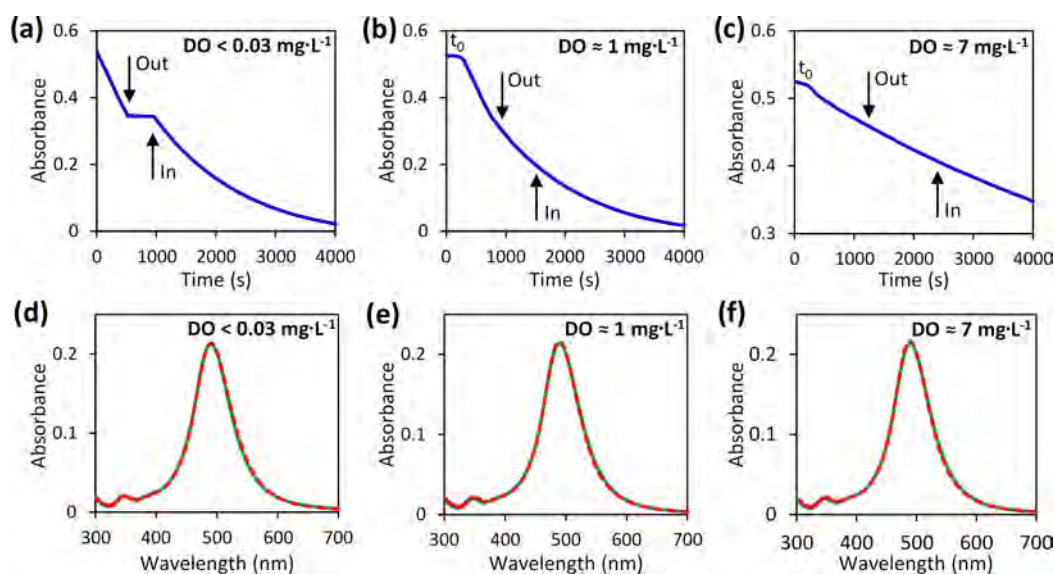 (a)
DO < 0.03 mg·L⁻¹
Out
In
Absorbance
0.6
0.4
0.2
0
0 1000 2000 3000 4000
Time (s)
(b)
t₀
DO ≈ 1 mg·L⁻¹
Out
In
Absorbance
0.6
0.4
0.2
0
0 1000 2000 3000 4000
Time (s)
(c)
t₀
DO ≈ 7 mg·L⁻¹
Out
In
Absorbance
0.6
0.5
0.4
0.3
0 1000 2000 3000 4000
Time (s)
(d)
DO < 0.03 mg·L⁻¹
Absorbance
0.2
0.1
0
300 400 500 600 700
Wavelength (nm)
(e)
DO ≈ 1 mg·L⁻¹
Absorbance
0.2
0.1
0
300 400 500 600 700
Wavelength (nm)
(f)
DO ≈ 7 mg·L⁻¹
Absorbance
0.2
0.1
0
300 400 500 600 700
Wavelength (nm)